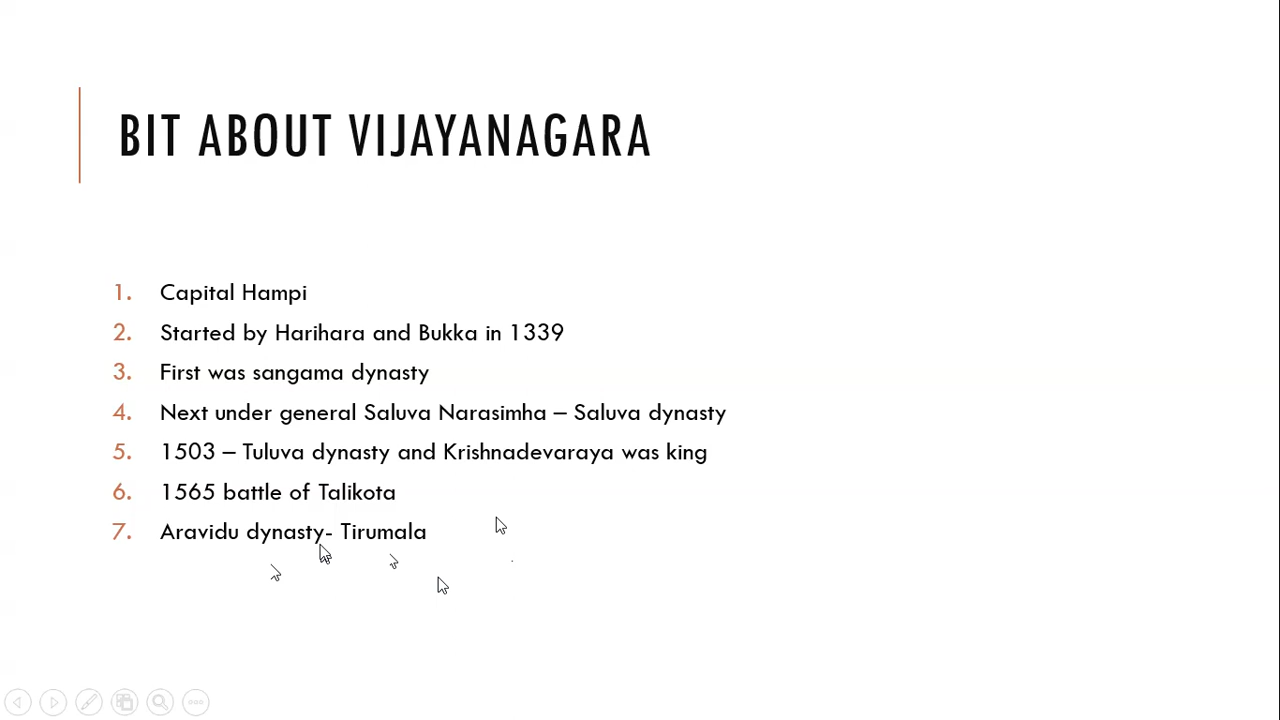 BIT ABOUT VIJAYANAGARA
1. Capital Hampi
2. Started by Harihara and Bukka in 1339
3. First was sangama dynasty
4. Next under general Saluva Narasimha – Saluva dynasty
5. 1503 – Tuluva dynasty and Krishnadevaraya was king
6. 1565 battle of Talikota
7. Aravidu dynasty- Tirumala